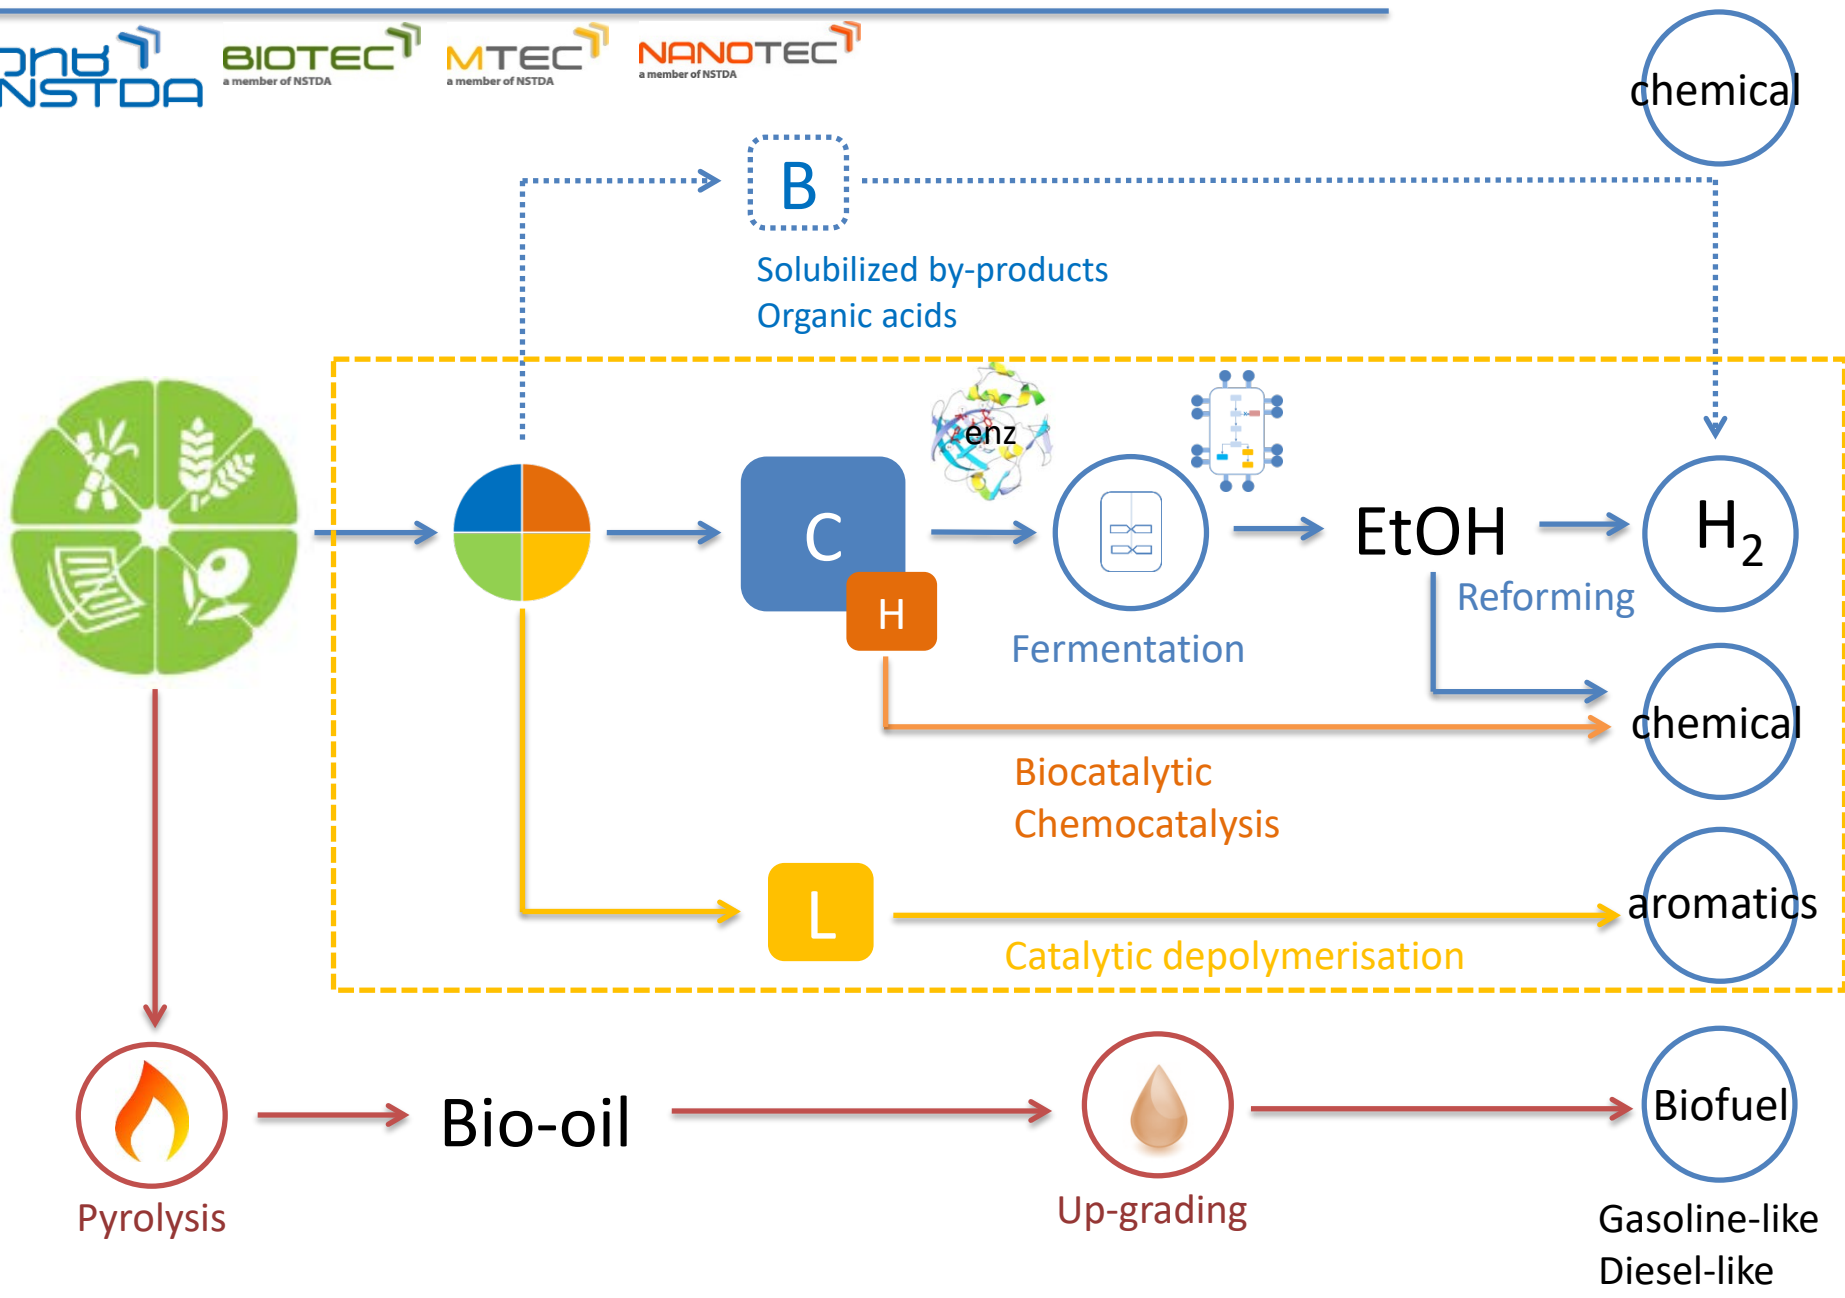 NSTDA
BIOTEC
a member of NSTDA
MTEC
a member of NSTDA
NANOTEC
a member of NSTDA
chemical
B
Solubilized by-products
Organic acids
enz
C
H
Fermentation
EtOH
Reforming
H₂
chemical
Biocatalytic
Chemocatalysis
L
aromatics
Catalytic depolymerisation
Pyrolysis
Bio-oil
Up-grading
Biofuel
Gasoline-like
Diesel-like